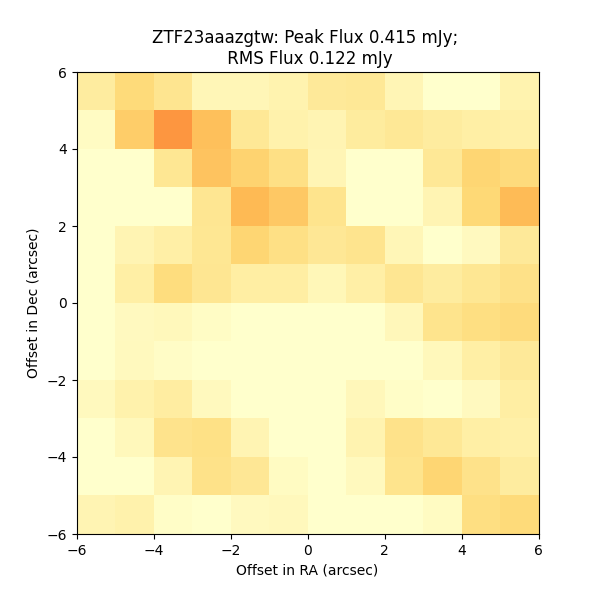 ZTF23aaazgtw: Peak Flux 0.415 mJy;
RMS Flux 0.122 mJy
6
4
2
0
−2
−4
−6
Offset in Dec (arcsec)
−6 −4 −2 0 2 4 6
Offset in RA (arcsec)